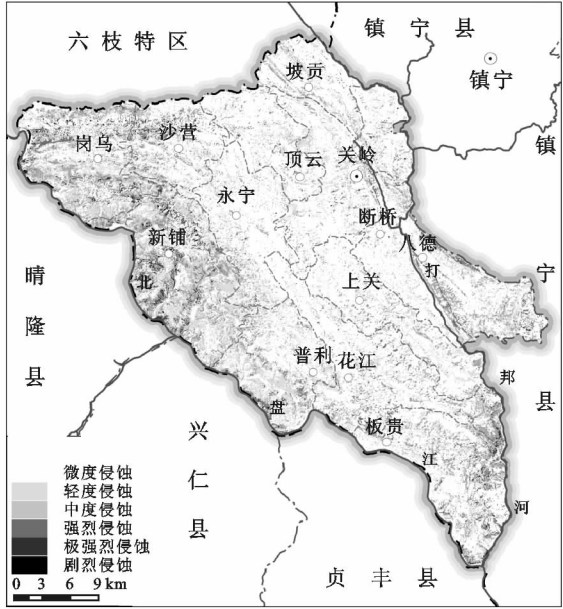 六枝特区
镇宁县
镇宁
坡贡
岗乌
沙营
顶云
关岭
镇
永宁
断桥
新铺
八德
北
打
宁
晴
隆
县
上关
普利
花江
邦
县
盘
板贵
兴
仁
县
江
河
微度侵蚀
轻度侵蚀
中度侵蚀
强烈侵蚀
极强烈侵蚀
剧烈侵蚀
0 3 6 9 km
贞丰县